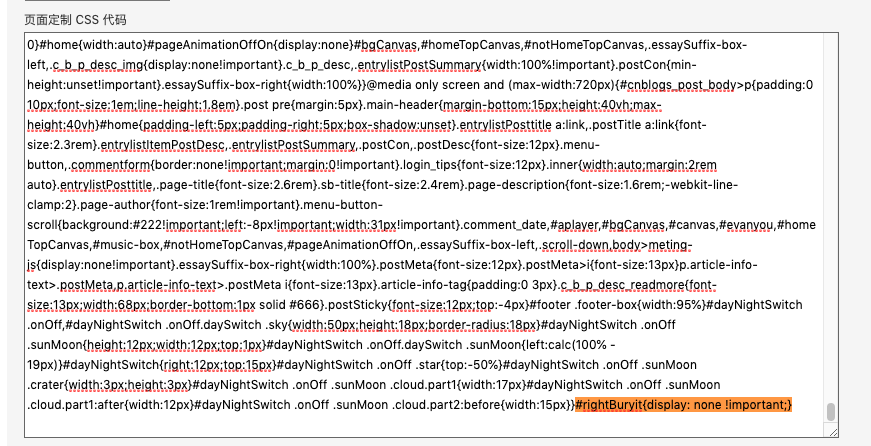 页面定制 CSS 代码
0}#home{width:auto}#pageAnimationOffOn{display:none}#bgCanvas,#homeTopCanvas,#notHomeTopCanvas,.essaySuffix-box-
left,.c_b_p_desc_img{display:none!important}.c_b_p_desc,.entrylistPostSummary{width:100%!important}.postCon{min-
height:unset!important}.essaySuffix-box-right{width:100%}}@media only screen and (max-width:720px){#cnblogs_post_body>p{padding:0
10px;font-size:1em;line-height:1.8em}.post pre{margin:5px}.main-header{margin-bottom:15px;height:40vh;max-
height:40vh}#home{padding-left:5px;padding-right:5px;box-shadow:unset}.entrylistPosttitle a:link,.postTitle a:link{font-
size:2.3rem}.entrylistItemPostDesc,.entrylistPostSummary,.postCon,.postDesc{font-size:12px}.menu-
button,.commentform{border:none!important;margin:0!important}.login_tips{font-size:12px}.inner{width:auto;margin:2rem
auto}.entrylistPosttitle,.page-title{font-size:2.6rem}.sb-title{font-size:2.4rem}.page-description{font-size:1.6rem;-webkit-line-
clamp:2}.page-author{font-size:1rem!important}.menu-button-
scroll{background:#222!important;left:-8px!important;width:31px!important}.comment_date,#aplayer,#bgCanvas,#canvas,#evanyou,#home
TopCanvas,#music-box,#notHomeTopCanvas,#pageAnimationOffOn,.essaySuffix-box-left,.scroll-down,body>meting-
js{display:none!important}.essaySuffix-box-right{width:100%}.postMeta{font-size:12px}.postMeta>i{font-size:13px}p.article-info-
text>.postMeta,p.article-info-text>.postMeta i{font-size:13px}.article-info-tag{padding:0 3px}.c_b_p_desc_readmore{font-
size:13px;width:68px;border-bottom:1px solid #666}.postSticky{font-size:12px;top:-4px}#footer .footer-box{width:95%}#dayNightSwitch
.onOff,#dayNightSwitch .onOff.daySwitch .sky{width:50px;height:18px;border-radius:18px}#dayNightSwitch .onOff
.sunMoon{height:12px;width:12px;top:1px}#dayNightSwitch .onOff.daySwitch .sunMoon{left:calc(100% -
19px)}#dayNightSwitch{right:12px;top:15px}#dayNightSwitch .onOff .star{top:-50%}#dayNightSwitch .onOff .sunMoon
.crater{width:3px;height:3px}#dayNightSwitch .onOff .sunMoon .cloud.part1{width:17px}#dayNightSwitch .onOff .sunMoon
.cloud.part1:after{width:12px}#dayNightSwitch .onOff .sunMoon .cloud.part2:before{width:15px}}#rightBuryit{display: none !important;}